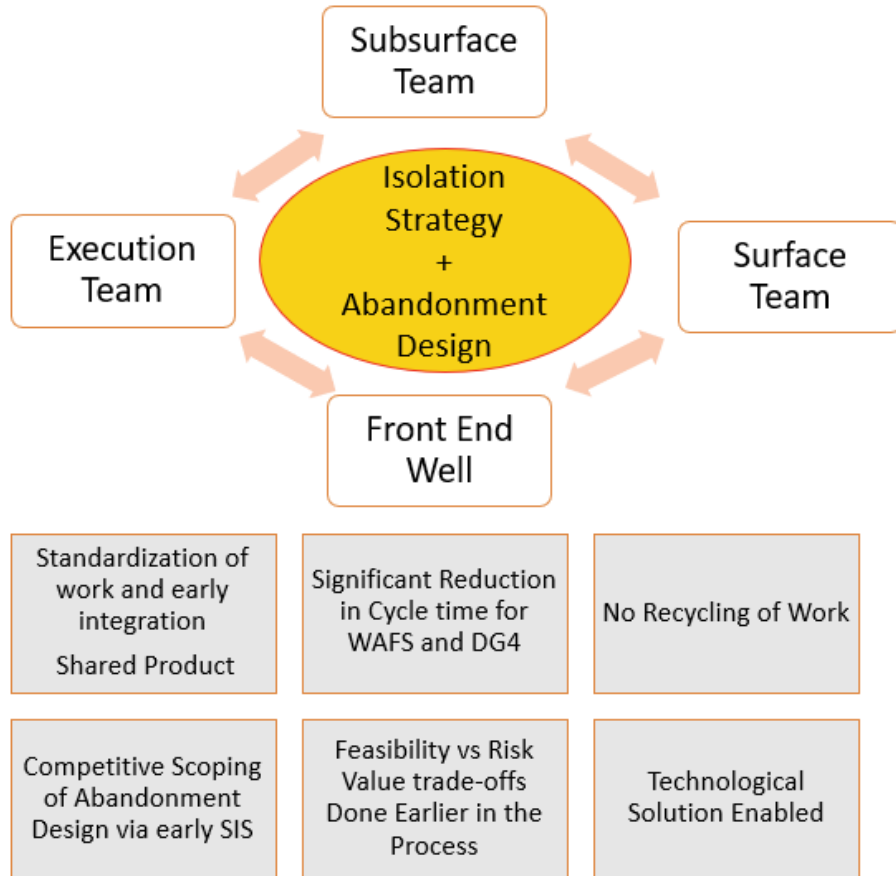 Subsurface
Team
Isolation
Strategy
+
Abandonment
Design
Execution
Team
Surface
Team
Front End
Well
Standardization of
work and early
integration
Shared Product
Significant Reduction
in Cycle time for
WAFS and DG4
No Recycling of Work
Competitive Scoping
of Abandonment
Design via early SIS
Feasibility vs Risk
Value trade-offs
Done Earlier in the
Process
Technological
Solution Enabled